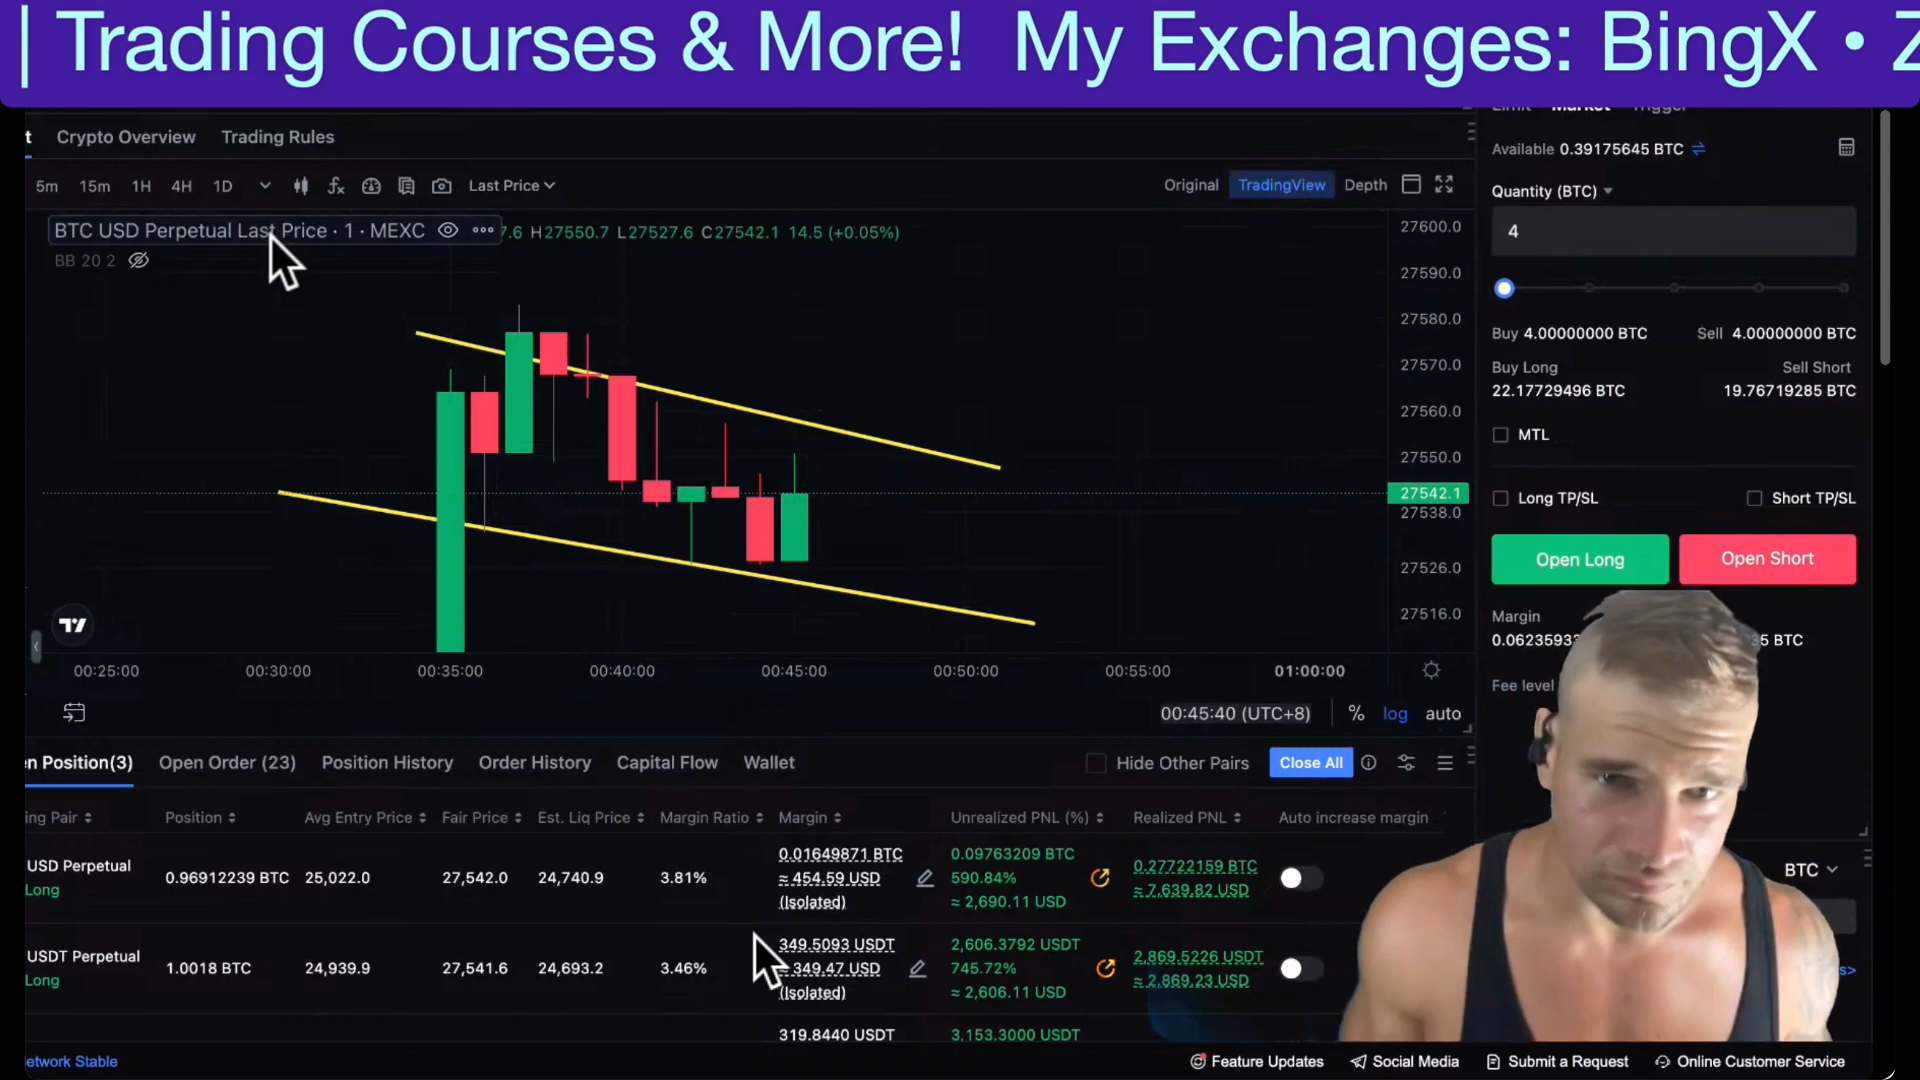 | Trading Courses & More! My Exchanges: BingX •
Limit Market Trigger
Crypto Overview Trading Rules
Available 0.39175645 BTC
5m 15m 1H 4H 1D Last Price Original TradingView Depth
Quantity (BTC)
4
BTC USD Perpetual Last Price · 1 · MEXC 7.6 H27550.7 L27527.6 C27542.1 14.5 (+0.05%)
BB 20 2
27600.0
27590.0
27580.0
27570.0
27560.0
27550.0
27542.1
27538.0
27526.0
27516.0
Buy 4.00000000 BTC Sell 4.00000000 BTC
Buy Long Sell Short
22.17729496 BTC 19.76719285 BTC
MTL
Long TP/SL Short TP/SL
Open Long Open Short
Margin
0.0623593 35 BTC
Fee level
00:25:00 00:30:00 00:35:00 00:40:00 00:45:00 00:50:00 00:55:00 01:00:00
00:45:40 (UTC+8) % log auto
en Position(3) Open Order (23) Position History Order History Capital Flow Wallet Hide Other Pairs Close All
ing Pair Position Avg Entry Price Fair Price Est. Liq Price Margin Ratio Margin Unrealized PNL (%) Realized PNL Auto increase margin
USD Perpetual
Long
0.96912239 BTC 25,022.0 27,542.0 24,740.9 3.81%
0.01649871 BTC
≈ 454.59 USD
(Isolated)
0.09763209 BTC
590.84%
≈ 2,690.11 USD
0.27722159 BTC
≈ 7,639.82 USD
BTC
USDT Perpetual
Long
1.0018 BTC 24,939.9 27,541.6 24,693.2 3.46%
349.5093 USDT
≈ 349.47 USD
(Isolated)
2,606.3792 USDT
745.72%
≈ 2,606.11 USD
2,869.5226 USDT
≈ 2,869.23 USD
s>
319.8440 USDT 3,153.3000 USDT
etwork Stable Feature Updates Social Media Submit a Request Online Customer Service